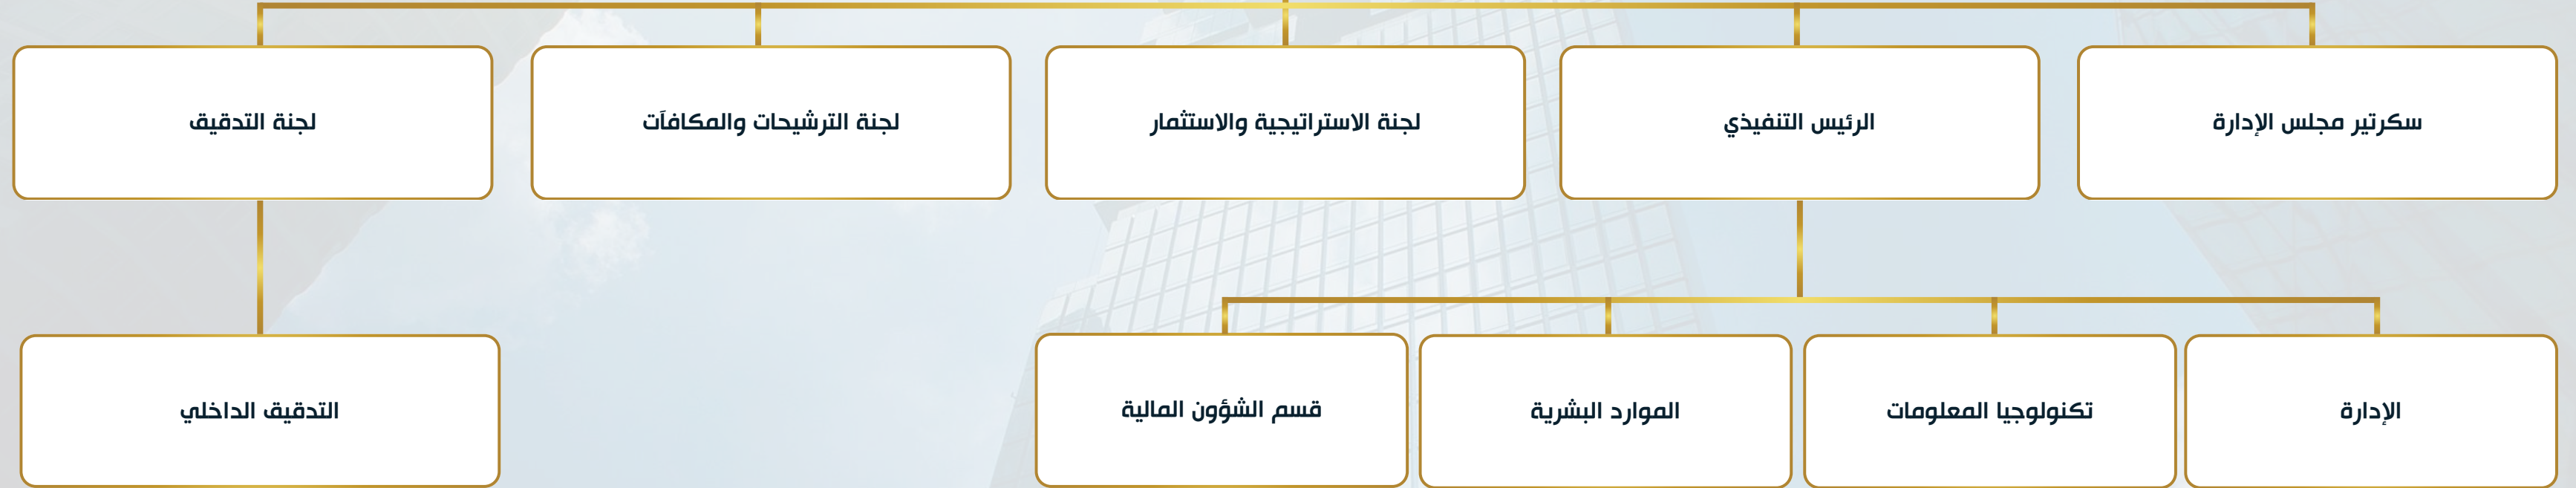 سكرتير مجلس الإدارة
الرئيس التنفيذي
لجنة الاستراتيجية والاستثمار
لجنة الترشيحات والمكافآت
لجنة التدقيق
الإدارة
تكنولوجيا المعلومات
الموارد البشرية
قسم الشؤون المالية
التدقيق الداخلي